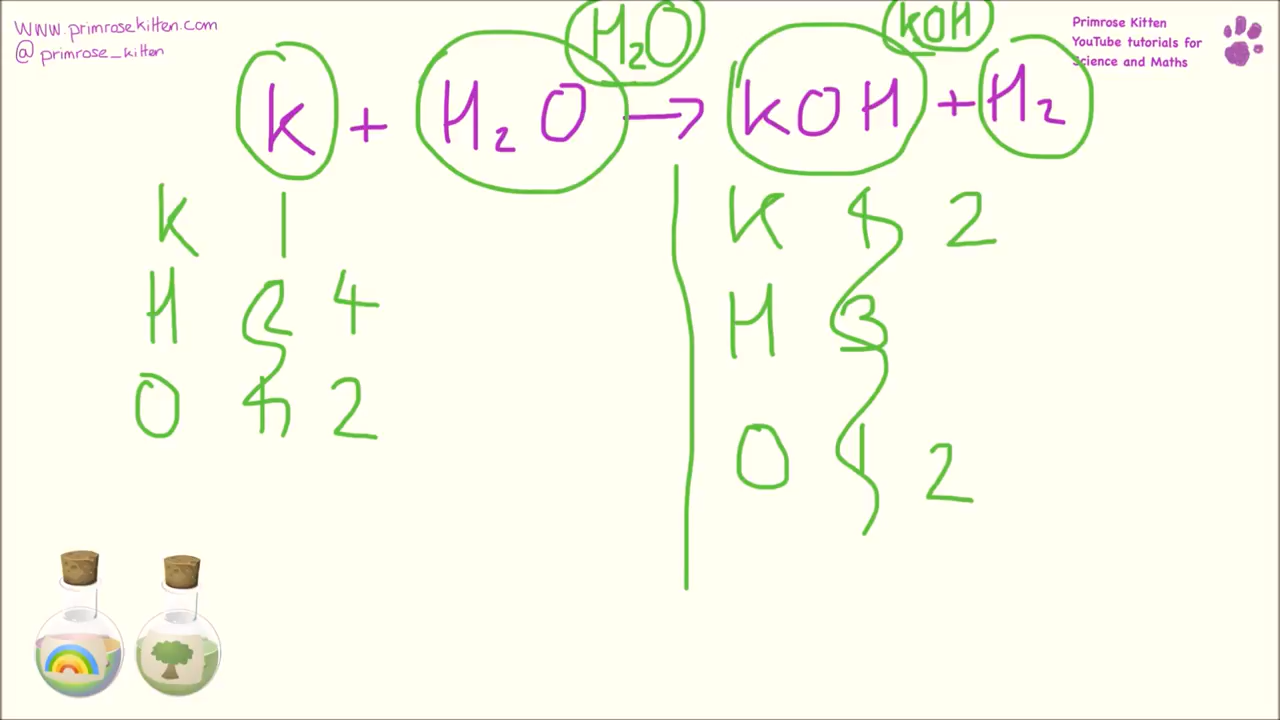 www.primrosekitten.com
@primrose_kitten
Primrose Kitten
YouTube tutorials for
Science and Maths
H₂O
KOH
K + H₂O → KOH + H₂
K 1
H 2 4
O 1 2
K 1 2
H 3
O 1 2